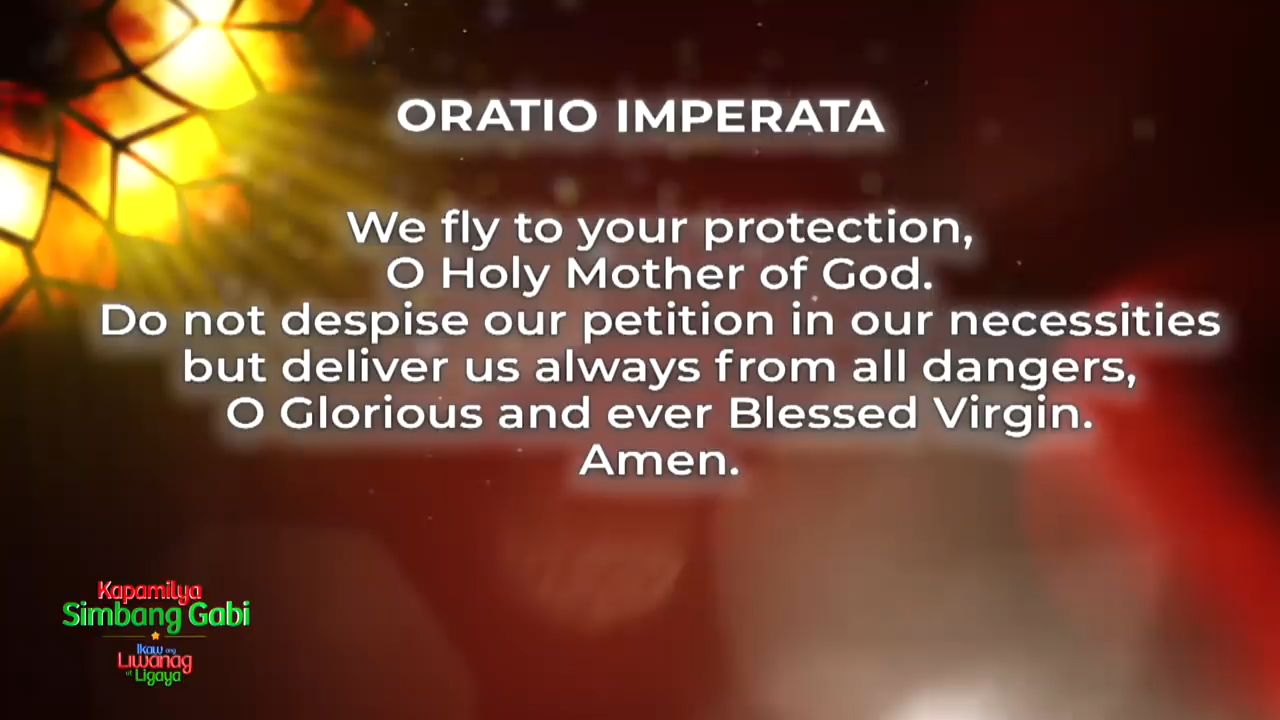 ORATIO IMPERATA
We fly to your protection,
O Holy Mother of God.
Do not despise our petition in our necessities
but deliver us always from all dangers,
O Glorious and ever Blessed Virgin.
Amen.
Kapamilya
Simbang Gabi
Ikaw ang
Liwanag
at Ligaya